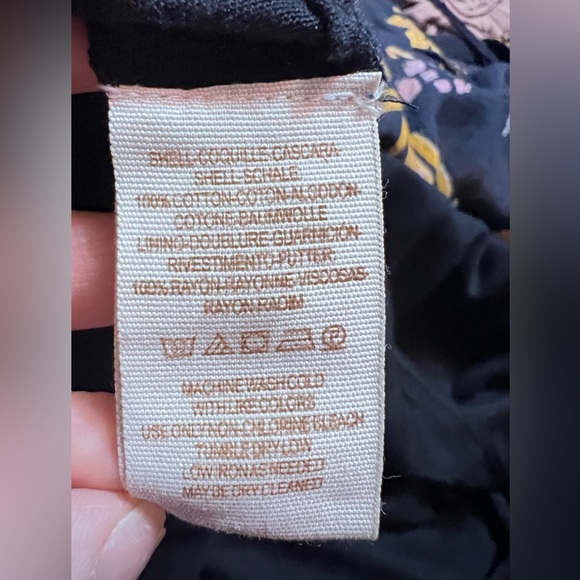 SHELL-COQUILLE CASCARA-
SHELL SCHALE
100% COTTON-COTON-ALGODON-
COTONE-BAUMWOLLE
LINING-DOUBLURE GUARNICION-
RIVESTIMENTO-FUTTER
100% RAYON-RAYONNE-VISCOSAS-
RAYON-RADIM
MACHINE WASH COLD
WITH LIKE COLORS
USE ONLY NON-CHLORINE BLEACH
TUMBLE DRY LOW
LOW IRON AS NEEDED
MAY BE DRY CLEANED